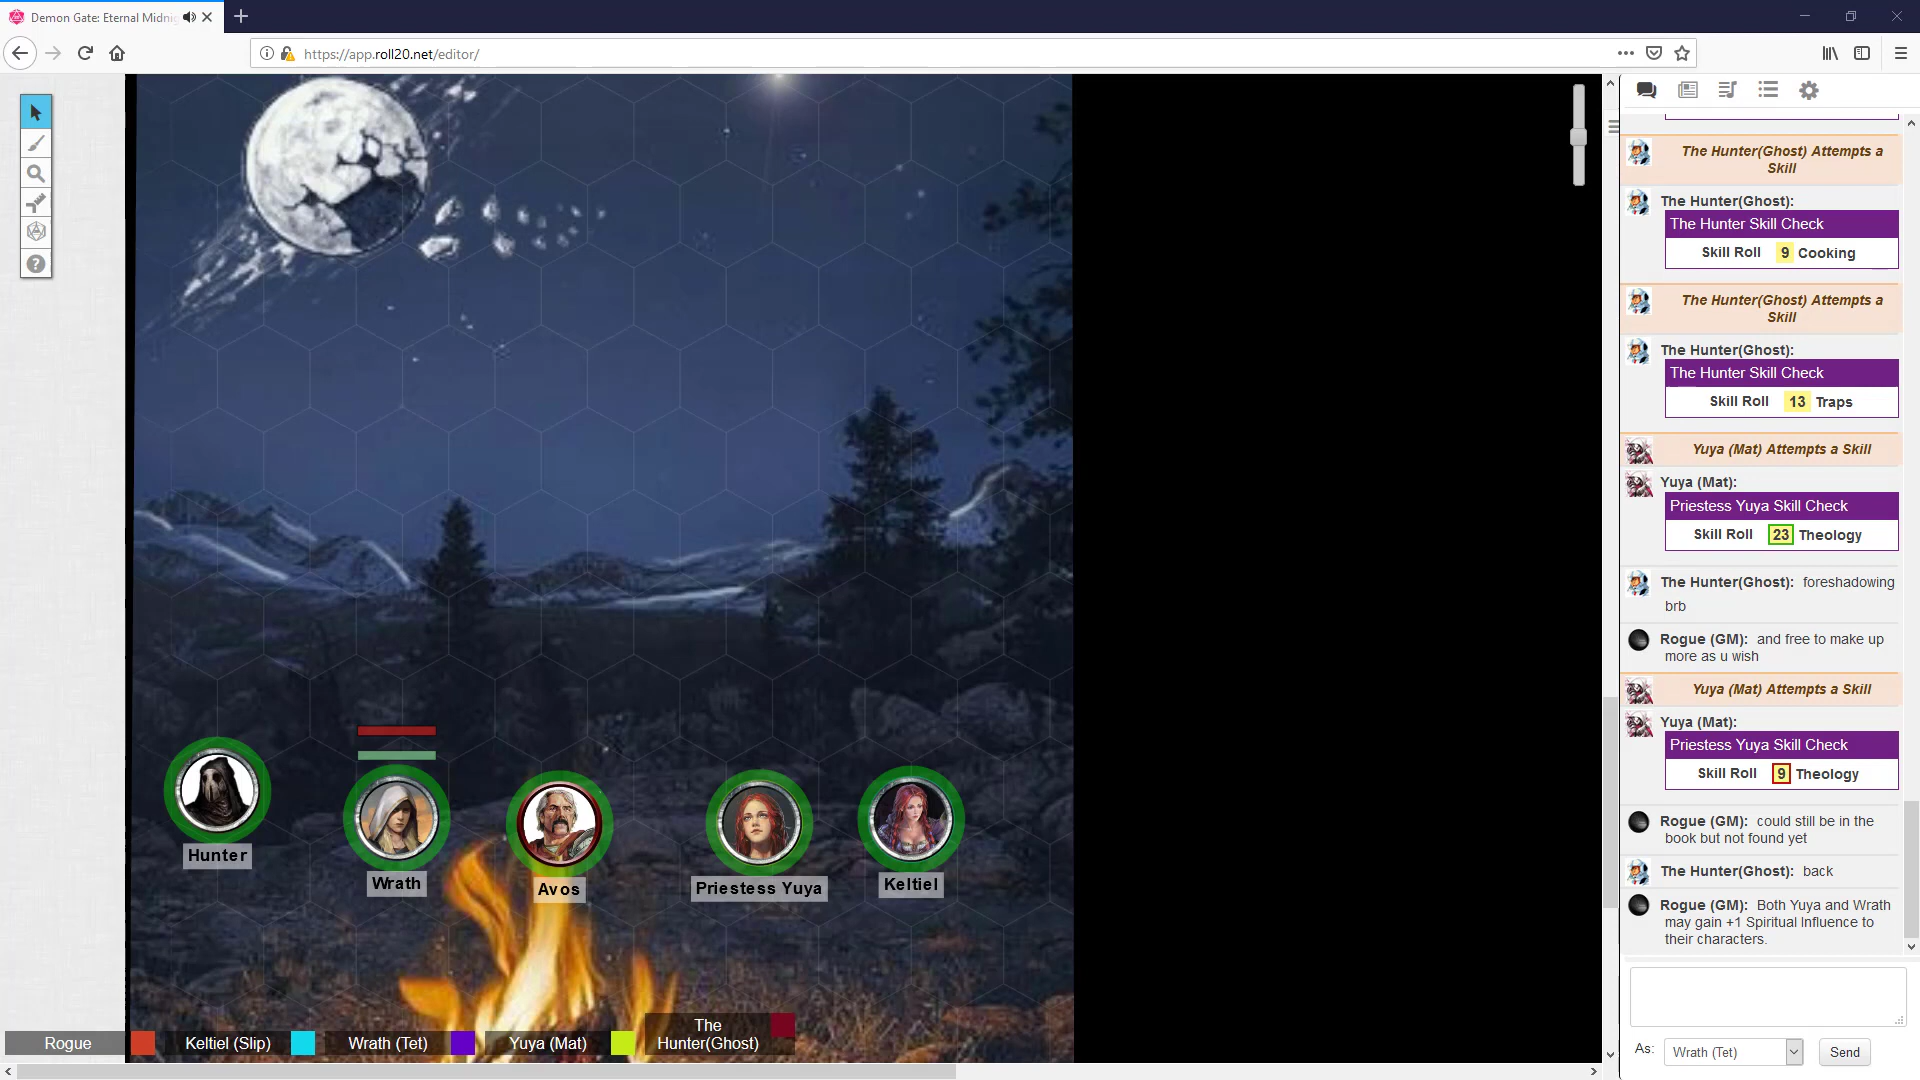 Demon Gate: Eternal Midnig
https://app.roll20.net/editor/
The Hunter(Ghost) Attempts a
Skill
The Hunter(Ghost):
The Hunter Skill Check
Skill Roll 9 Cooking
The Hunter(Ghost) Attempts a
Skill
The Hunter(Ghost):
The Hunter Skill Check
Skill Roll 13 Traps
Yuya (Mat) Attempts a Skill
Yuya (Mat):
Priestess Yuya Skill Check
Skill Roll 23 Theology
The Hunter(Ghost): foreshadowing
brb
Rogue (GM): and free to make up
more as u wish
Yuya (Mat) Attempts a Skill
Yuya (Mat):
Priestess Yuya Skill Check
Skill Roll 9 Theology
Rogue (GM): could still be in the
book but not found yet
The Hunter(Ghost): back
Rogue (GM): Both Yuya and Wrath
may gain +1 Spiritual Influence to
their characters.
As: Wrath (Tet) Send
Hunter
Wrath
Avos
Priestess Yuya
Keltiel
Rogue
Keltiel (Slip)
Wrath (Tet)
Yuya (Mat)
The
Hunter(Ghost)